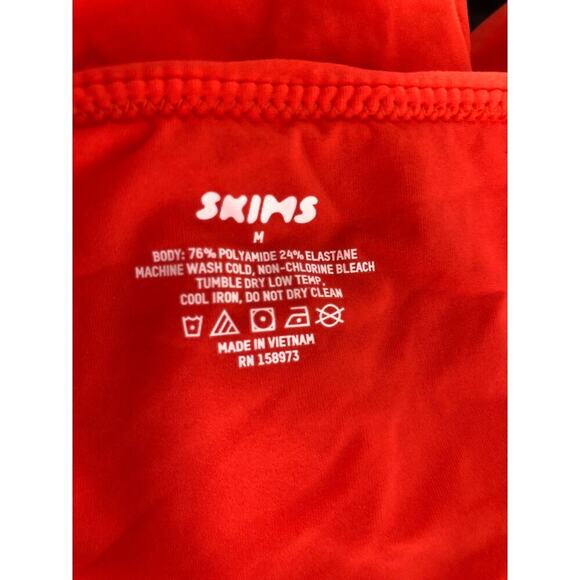 SKIMS
M
BODY: 76% POLYAMIDE 24% ELASTANE
MACHINE WASH COLD, NON-CHLORINE BLEACH
TUMBLE DRY LOW TEMP,
COOL IRON, DO NOT DRY CLEAN
MADE IN VIETNAM
RN 158973